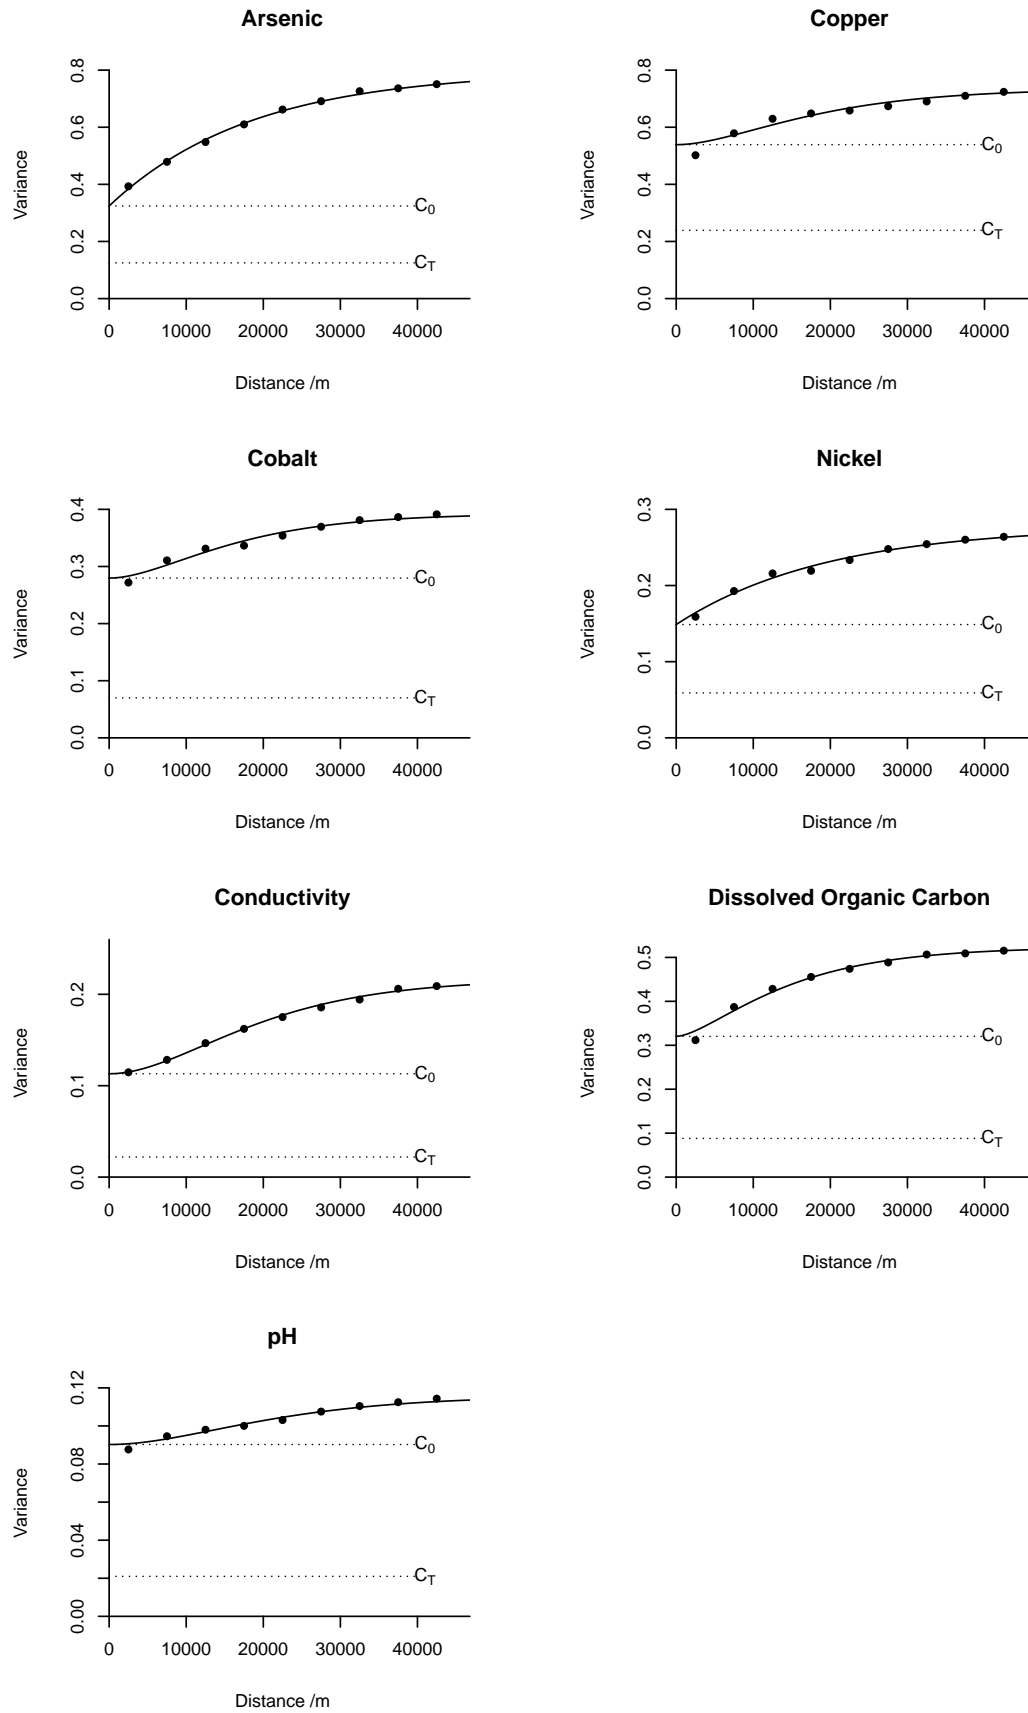 Arsenic
Variance
0.8
0.6
0.4
0.2
0.0
C0
CT
0 10000 20000 30000 40000
Distance /m
Copper
Variance
0.8
0.6
0.4
0.2
0.0
C0
CT
0 10000 20000 30000 40000
Distance /m
Cobalt
Variance
0.4
0.3
0.2
0.1
0.0
C0
CT
0 10000 20000 30000 40000
Distance /m
Nickel
Variance
0.3
0.2
0.1
0.0
C0
CT
0 10000 20000 30000 40000
Distance /m
Conductivity
Variance
0.2
0.1
0.0
C0
CT
0 10000 20000 30000 40000
Distance /m
Dissolved Organic Carbon
Variance
0.5
0.4
0.3
0.2
0.1
0.0
C0
CT
0 10000 20000 30000 40000
Distance /m
pH
Variance
0.12
0.08
0.04
0.00
C0
CT
0 10000 20000 30000 40000
Distance /m